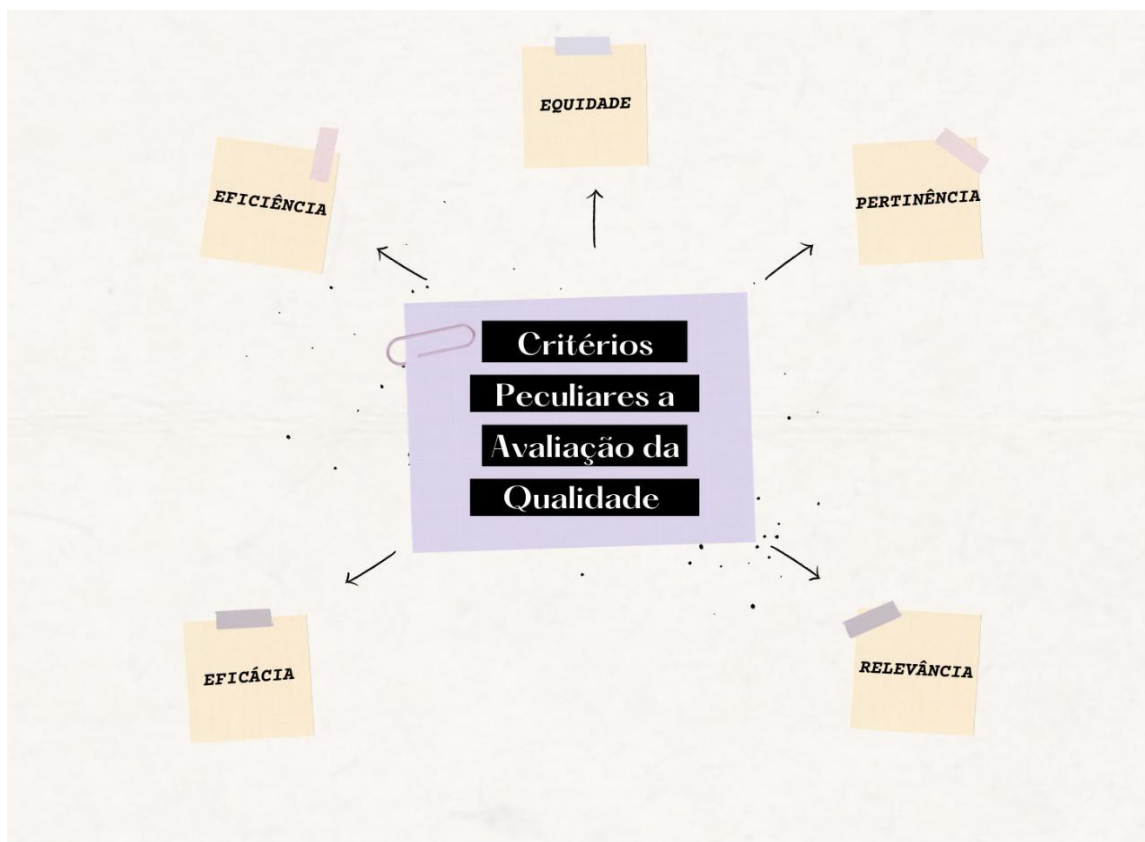 EQUIDADE
EFICIÊNCIA
PERTINÊNCIA
Critérios
Peculiares a
Avaliação da
Qualidade
EFICÁCIA
RELEVÂNCIA